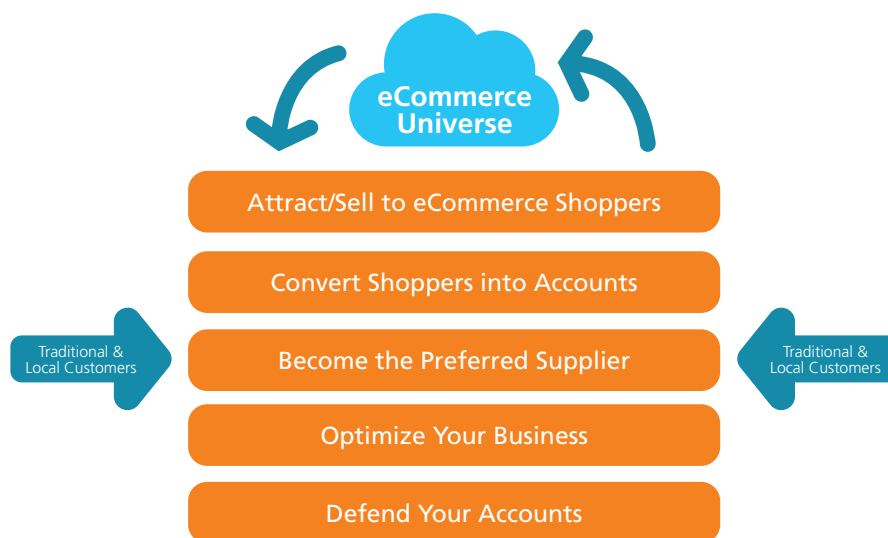 eCommerce
Universe
Attract/Sell to eCommerce Shoppers
Convert Shoppers into Accounts
Traditional &
Local Customers
Become the Preferred Supplier
Traditional &
Local Customers
Optimize Your Business
Defend Your Accounts